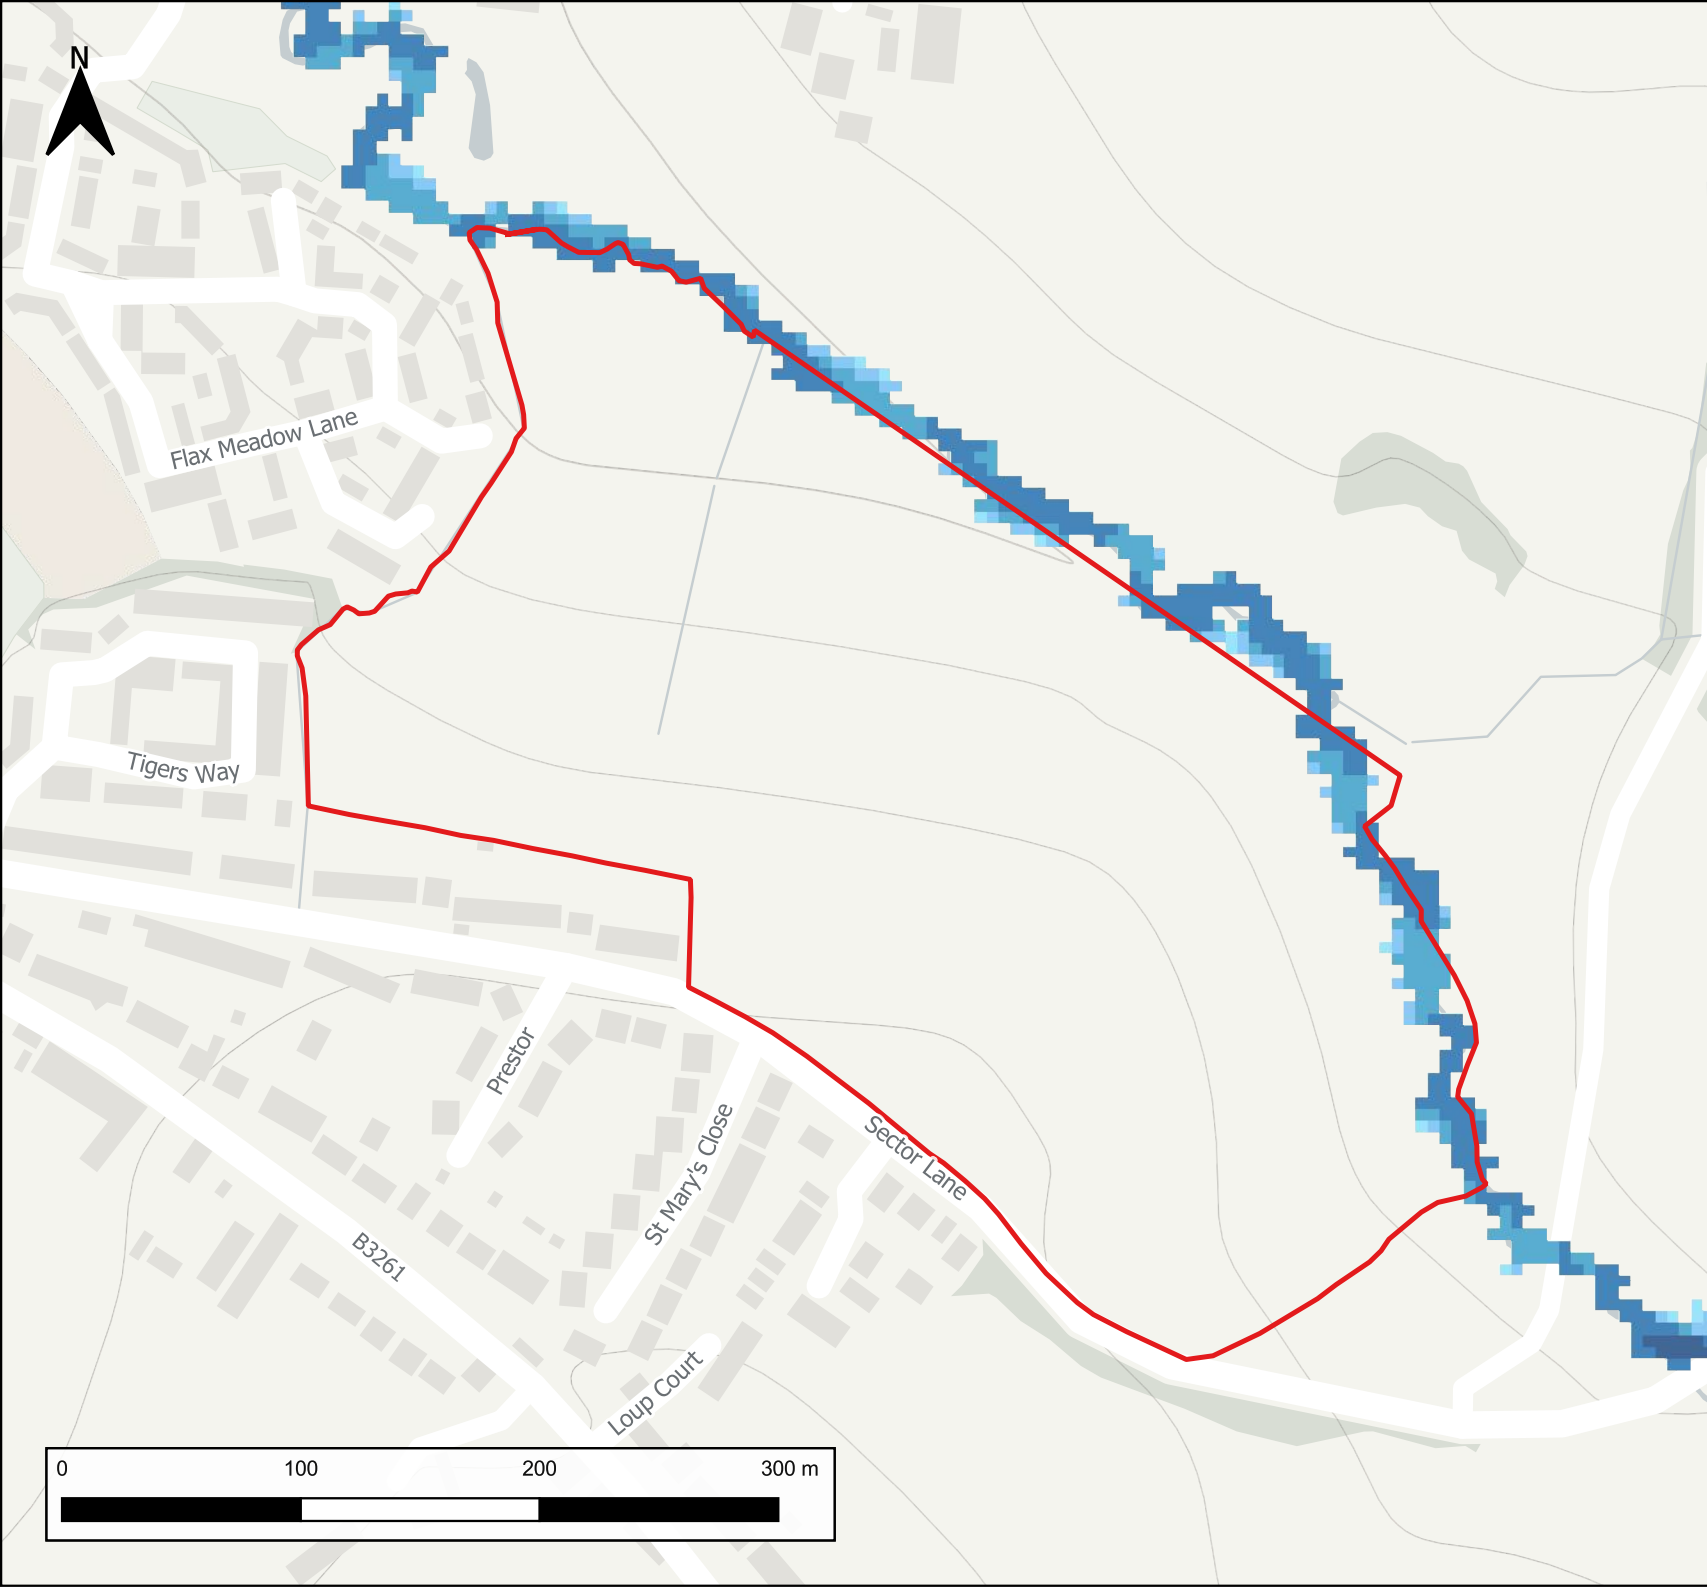 N
Flax Meadow Lane
Tigers Way
Prestor
St Mary's Close
Sector Lane
B3261
Loup Court
0 100 200 300 m